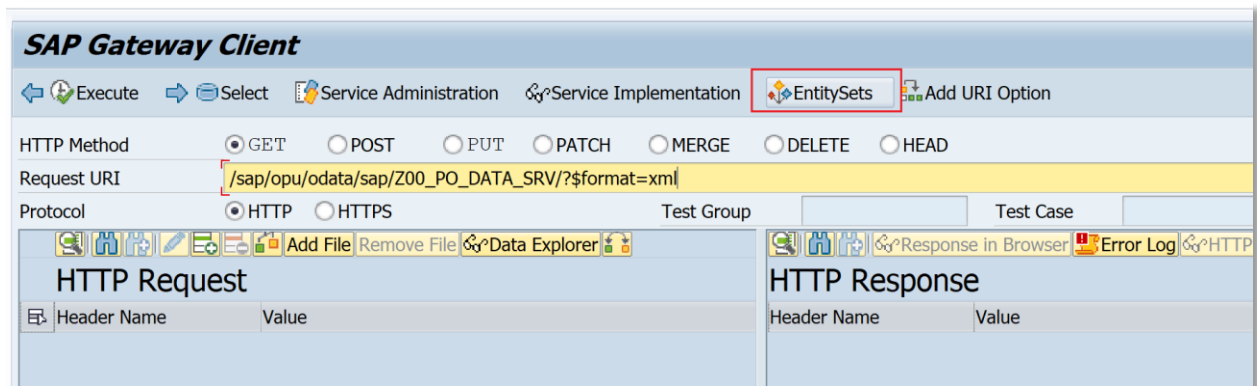 SAP Gateway Client
Execute Select Service Administration Service Implementation EntitySets Add URI Option
HTTP Method GET POST PUT PATCH MERGE DELETE HEAD
Request URI /sap/opu/odata/sap/Z00_PO_DATA_SRV/?$format=xml
Protocol HTTP HTTPS Test Group Test Case
Add File Remove File Data Explorer Response in Browser Error Log HTTP
HTTP Request HTTP Response
Header Name Value Header Name Value